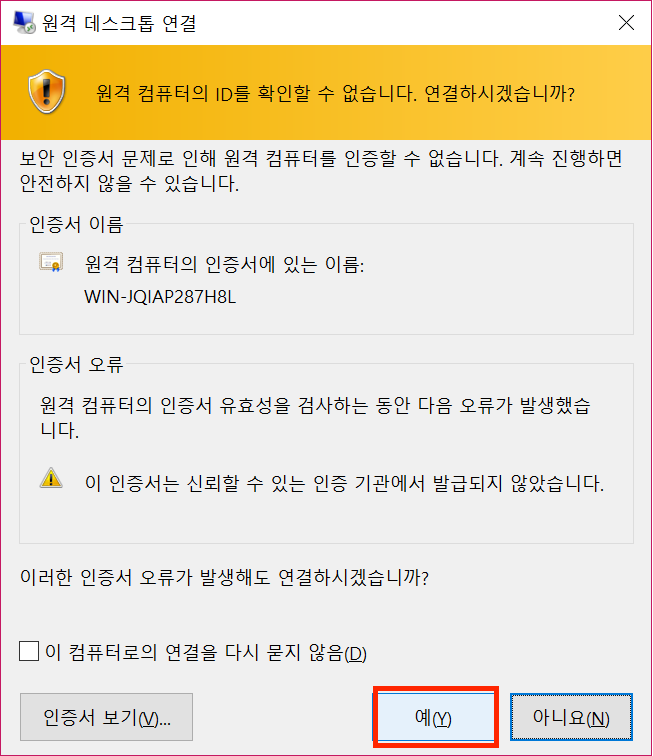 원격 데스크톱 연결
원격 컴퓨터의 ID를 확인할 수 없습니다. 연결하시겠습니까?
보안 인증서 문제로 인해 원격 컴퓨터를 인증할 수 없습니다. 계속 진행하면
안전하지 않을 수 있습니다.
인증서 이름
원격 컴퓨터의 인증서에 있는 이름:
WIN-JQIAP287H8L
인증서 오류
원격 컴퓨터의 인증서 유효성을 검사하는 동안 다음 오류가 발생했습
니다.
이 인증서는 신뢰할 수 있는 인증 기관에서 발급되지 않았습니다.
이러한 인증서 오류가 발생해도 연결하시겠습니까?
이 컴퓨터로의 연결을 다시 묻지 않음(D)
인증서 보기(V)... 예(Y) 아니요(N)